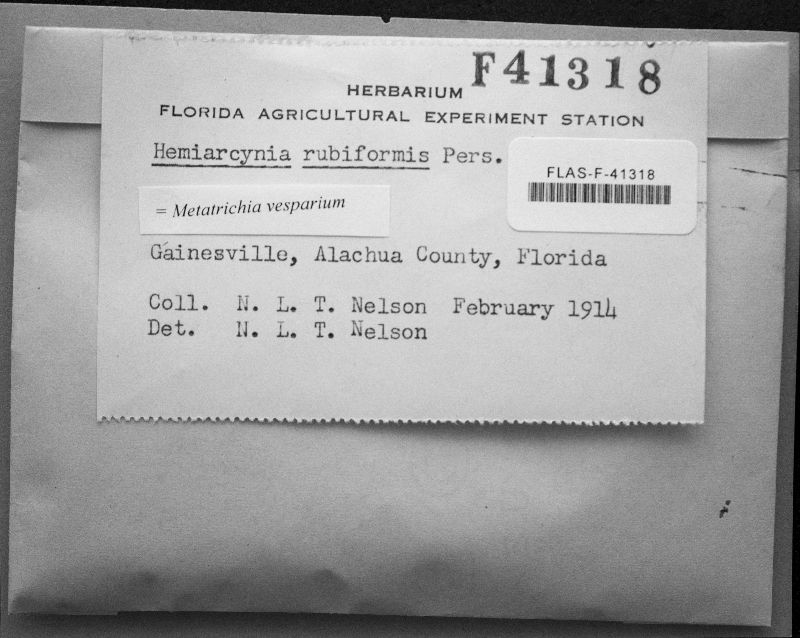 F41318
HERBARIUM
FLORIDA AGRICULTURAL EXPERIMENT STATION
Hemiarcynia rubiformis Pers.
FLAS-F-41318
= Metatrichia vesparium
Gainesville, Alachua County, Florida
Coll. N. L. T. Nelson February 1914
Det. N. L. T. Nelson